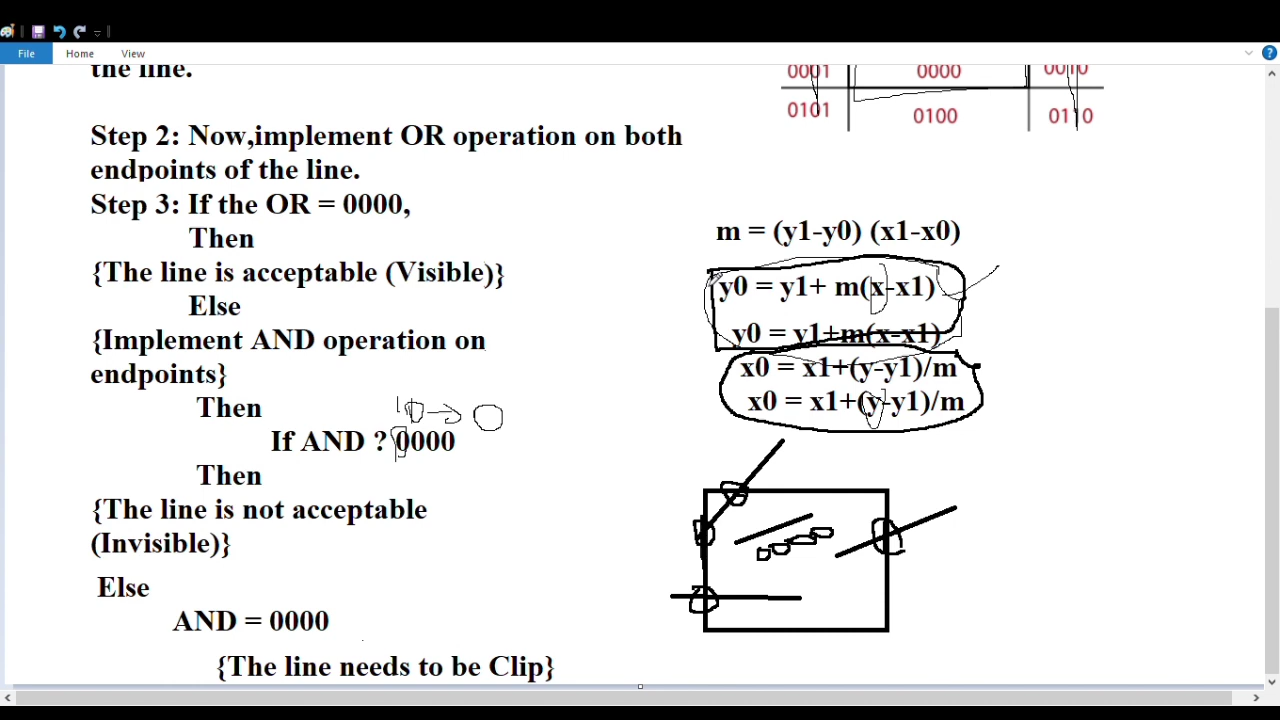 File Home View
the line.
0001 0000 0010
0101 0100 0110
Step 2: Now,implement OR operation on both
endpoints of the line.
Step 3: If the OR = 0000,
Then
{The line is acceptable (Visible)}
Else
{Implement AND operation on
endpoints}
Then
If AND ? 0000
Then
{The line is not acceptable
(Invisible)}
Else
AND = 0000
{The line needs to be Clip}
m = (y1-y0) (x1-x0)
y0 = y1+ m(x-x1)
y0 = y1+m(x-x1)
x0 = x1+(y-y1)/m
x0 = x1+(y-y1)/m